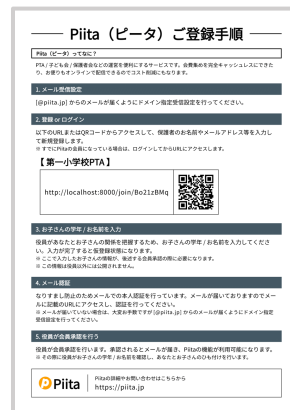 Piita（ピータ）ご登録手順
Piita（ピータ）ってなに？
PTA / 子ども会 / 保護者会などの運営を便利にするサービスです。会費集めを完全キャッシュレスにできた
り、お便りもオンラインで配信できるのでコスト削減にもなります。
1. メール受信設定
[@piita.jp] からのメールが届くようにドメイン指定受信設定を行ってください。
2. 登録 or ログイン
以下のURLまたはQRコードからアクセスして、保護者のお名前やメールアドレス等を入力し
て新規登録します。
※ すでにPiitaの会員になっている場合は、ログインしてからURLにアクセスします。
【 第一小学校PTA 】
http://localhost:8000/join/Bo21zBMq
3. お子さんの学年 / お名前を入力
役員があなたとお子さんの関係を把握するため、お子さんの学年 / お名前を入力してくださ
い。入力が完了すると仮登録状態になります。
※ ここで入力したお子さんの情報が、後述する会員承認の際に必要になります。
※ この情報は役員以外には公開されません。
4. メール認証
なりすまし防止のためメールでの本人認証を行っています。メールが届いておりますのでメー
ルに記載のURLにアクセスし、認証を行ってください。
※ メールが届いていない場合は、大変お手数ですが [@piita.jp] からのメールが届くようにドメイン指定
受信設定を行ってください。
5. 役員が会員承認を行う
役員が会員承認を行います。承認されるとメールが届き、Piitaの機能が利用可能になります。
※ その際に役員がお子さんの学年 / お名前を確認し、あなたとお子さんのひも付けを行います。
Piita
Piitaの詳細やお問い合わせはこちらから
https://piita.jp